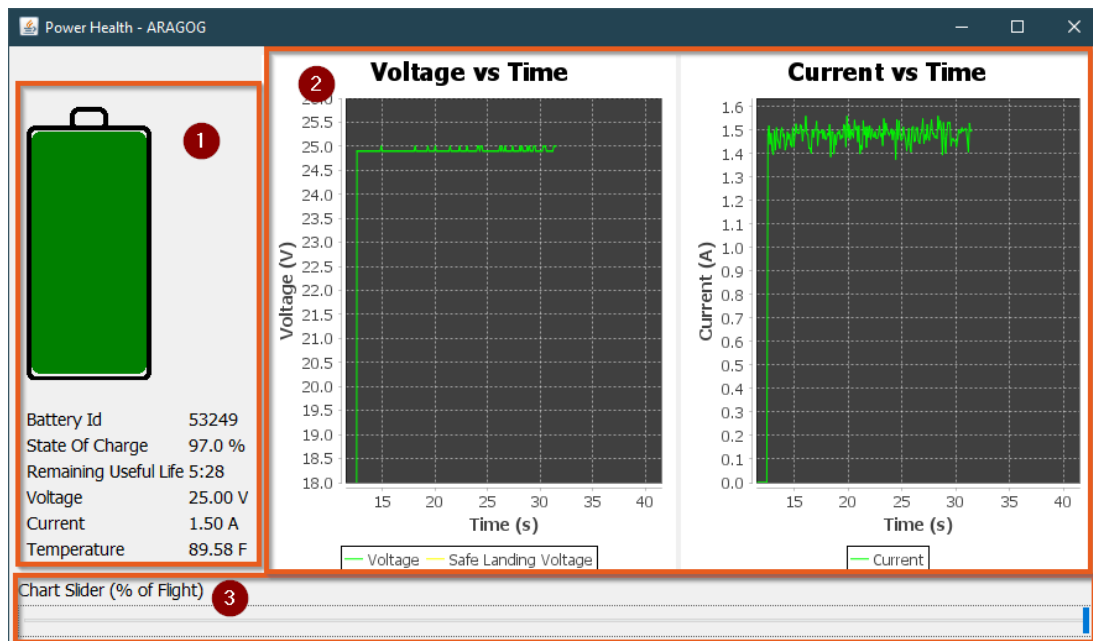 Power Health - ARAGOG
1
Battery Id 53249
State Of Charge 97.0 %
Remaining Useful Life 5:28
Voltage 25.00 V
Current 1.50 A
Temperature 89.58 F
2
Voltage vs Time
Voltage (V)
26.0
25.5
25.0
24.5
24.0
23.5
23.0
22.5
22.0
21.5
21.0
20.5
20.0
19.5
19.0
18.5
18.0
15 20 25 30 35 40
Time (s)
Voltage Safe Landing Voltage
Current vs Time
Current (A)
1.6
1.5
1.4
1.3
1.2
1.1
1.0
0.9
0.8
0.7
0.6
0.5
0.4
0.3
0.2
0.1
0.0
15 20 25 30 35 40
Time (s)
Current
Chart Slider (% of Flight)
3